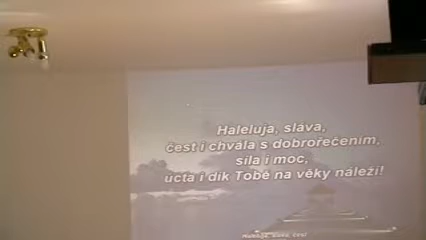 Haleluja, sláva,
čest i chvála s dobrořečením,
síla i moc,
úcta i dík Tobě na věky náleží!